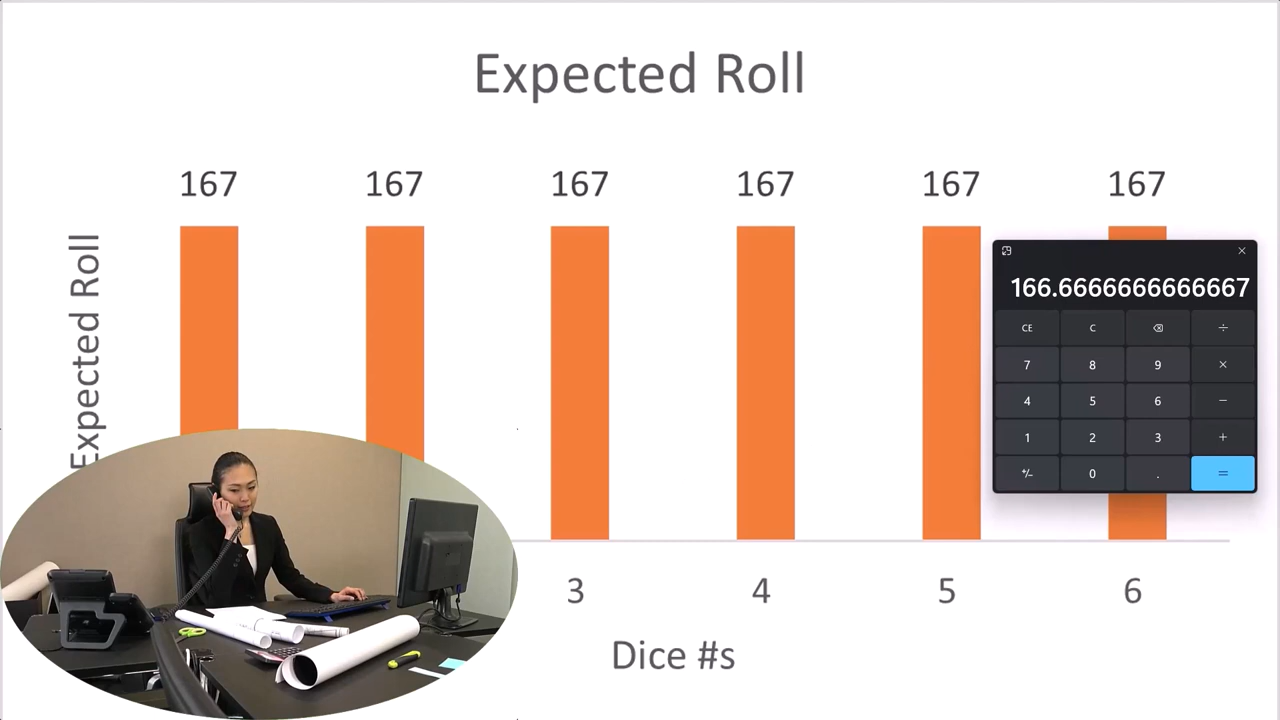 Expected Roll
167 167 167 167 167 167
Expected Roll
166.6666666666667
CE C ÷
7 8 9 ×
4 5 6 −
1 2 3 +
+/− 0 . =
3 4 5 6
Dice #s